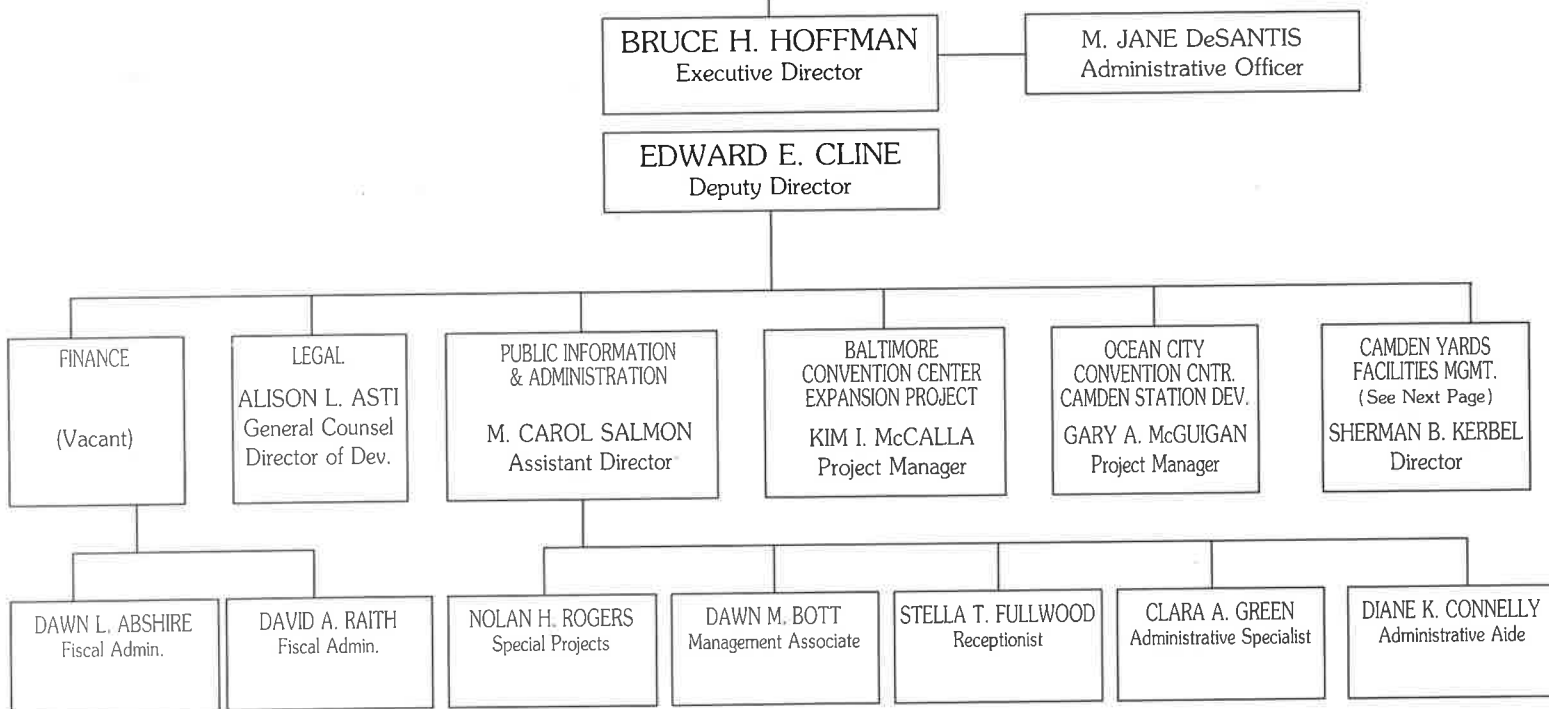 BRUCE H. HOFFMAN
Executive Director
M. JANE DeSANTIS
Administrative Officer
EDWARD E. CLINE
Deputy Director
FINANCE
(Vacant)
LEGAL
ALISON L. ASTI
General Counsel
Director of Dev.
PUBLIC INFORMATION
& ADMINISTRATION
M. CAROL SALMON
Assistant Director
BALTIMORE
CONVENTION CENTER
EXPANSION PROJECT
KIM I. McCALLA
Project Manager
OCEAN CITY
CONVENTION CNTR.
CAMDEN STATION DEV.
GARY A. McGUIGAN
Project Manager
CAMDEN YARDS
FACILITIES MGMT.
(See Next Page)
SHERMAN B. KERBEL
Director
DAWN L. ABSHIRE
Fiscal Admin.
DAVID A. RAITH
Fiscal Admin.
NOLAN H. ROGERS
Special Projects
DAWN M. BOTT
Management Associate
STELLA T. FULLWOOD
Receptionist
CLARA A. GREEN
Administrative Specialist
DIANE K. CONNELLY
Administrative Aide